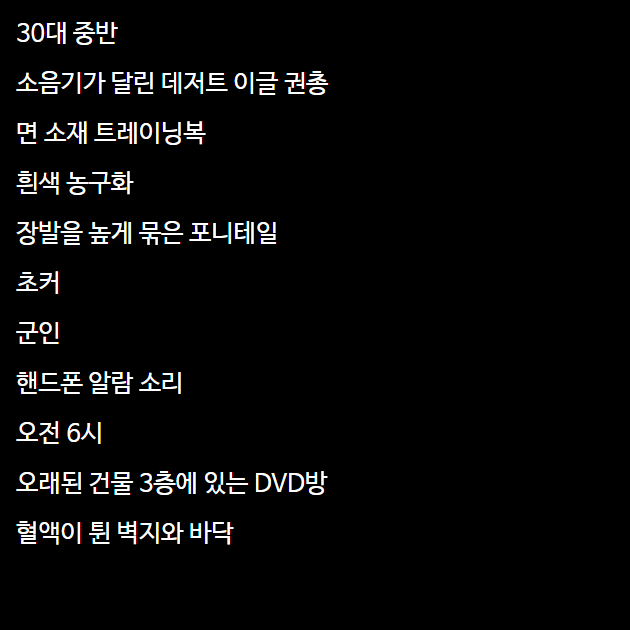 30대 중반
소음기가 달린 데저트 이글 권총
면 소재 트레이닝복
흰색 농구화
장발을 높게 묶은 포니테일
초커
군인
핸드폰 알람 소리
오전 6시
오래된 건물 3층에 있는 DVD방
혈액이 튄 벽지와 바닥